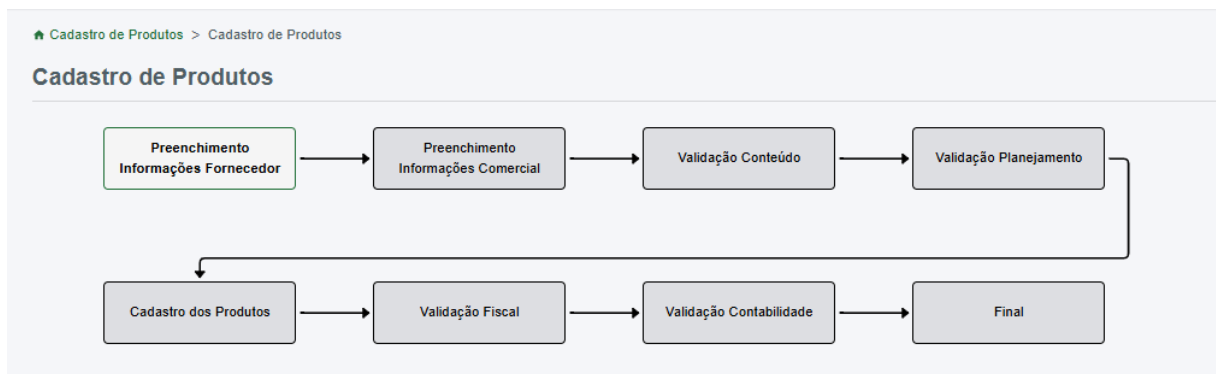 Cadastro de Produtos > Cadastro de Produtos
Cadastro de Produtos
Preenchimento
Informações Fornecedor
Preenchimento
Informações Comercial
Validação Conteúdo
Validação Planejamento
Cadastro dos Produtos
Validação Fiscal
Validação Contabilidade
Final